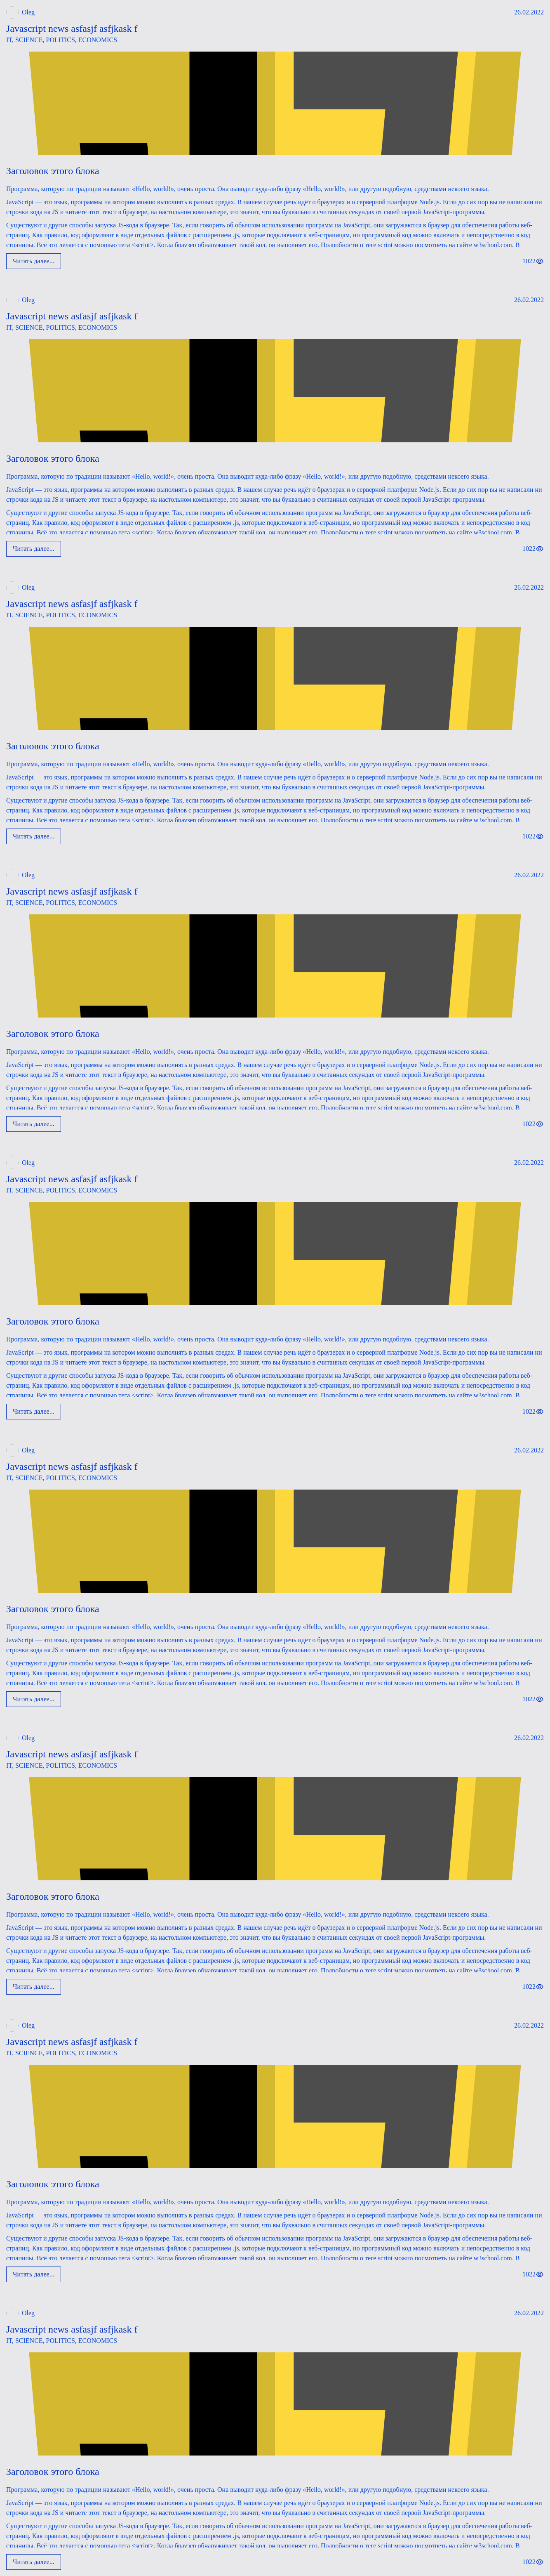 Oleg 26.02.2022
Javascript news asfasjf asfjkask f
IT, SCIENCE, POLITICS, ECONOMICS
Заголовок этого блока
Программа, которую по традиции называют «Hello, world!», очень проста. Она выводит куда-либо фразу «Hello, world!», или другую подобную, средствами некоего языка.
JavaScript — это язык, программы на котором можно выполнять в разных средах. В нашем случае речь идёт о браузерах и о серверной платформе Node.js. Если до сих пор вы не написали ни
строчки кода на JS и читаете этот текст в браузере, на настольном компьютере, это значит, что вы буквально в считанных секундах от своей первой JavaScript-программы.
Существуют и другие способы запуска JS-кода в браузере. Так, если говорить об обычном использовании программ на JavaScript, они загружаются в браузер для обеспечения работы веб-
страниц. Как правило, код оформляют в виде отдельных файлов с расширением .js, которые подключают к веб-страницам, но программный код можно включать и непосредственно в код
страницы. Всё это делается с помощью тега <script>. Когда браузер обнаруживает такой код, он выполняет его. Подробности о теге script можно посмотреть на сайте w3school.com. В
Читать далее... 1022
Oleg 26.02.2022
Javascript news asfasjf asfjkask f
IT, SCIENCE, POLITICS, ECONOMICS
Заголовок этого блока
Программа, которую по традиции называют «Hello, world!», очень проста. Она выводит куда-либо фразу «Hello, world!», или другую подобную, средствами некоего языка.
JavaScript — это язык, программы на котором можно выполнять в разных средах. В нашем случае речь идёт о браузерах и о серверной платформе Node.js. Если до сих пор вы не написали ни
строчки кода на JS и читаете этот текст в браузере, на настольном компьютере, это значит, что вы буквально в считанных секундах от своей первой JavaScript-программы.
Существуют и другие способы запуска JS-кода в браузере. Так, если говорить об обычном использовании программ на JavaScript, они загружаются в браузер для обеспечения работы веб-
страниц. Как правило, код оформляют в виде отдельных файлов с расширением .js, которые подключают к веб-страницам, но программный код можно включать и непосредственно в код
страницы. Всё это делается с помощью тега <script>. Когда браузер обнаруживает такой код, он выполняет его. Подробности о теге script можно посмотреть на сайте w3school.com. В
Читать далее... 1022
Oleg 26.02.2022
Javascript news asfasjf asfjkask f
IT, SCIENCE, POLITICS, ECONOMICS
Заголовок этого блока
Программа, которую по традиции называют «Hello, world!», очень проста. Она выводит куда-либо фразу «Hello, world!», или другую подобную, средствами некоего языка.
JavaScript — это язык, программы на котором можно выполнять в разных средах. В нашем случае речь идёт о браузерах и о серверной платформе Node.js. Если до сих пор вы не написали ни
строчки кода на JS и читаете этот текст в браузере, на настольном компьютере, это значит, что вы буквально в считанных секундах от своей первой JavaScript-программы.
Существуют и другие способы запуска JS-кода в браузере. Так, если говорить об обычном использовании программ на JavaScript, они загружаются в браузер для обеспечения работы веб-
страниц. Как правило, код оформляют в виде отдельных файлов с расширением .js, которые подключают к веб-страницам, но программный код можно включать и непосредственно в код
страницы. Всё это делается с помощью тега <script>. Когда браузер обнаруживает такой код, он выполняет его. Подробности о теге script можно посмотреть на сайте w3school.com. В
Читать далее... 1022
Oleg 26.02.2022
Javascript news asfasjf asfjkask f
IT, SCIENCE, POLITICS, ECONOMICS
Заголовок этого блока
Программа, которую по традиции называют «Hello, world!», очень проста. Она выводит куда-либо фразу «Hello, world!», или другую подобную, средствами некоего языка.
JavaScript — это язык, программы на котором можно выполнять в разных средах. В нашем случае речь идёт о браузерах и о серверной платформе Node.js. Если до сих пор вы не написали ни
строчки кода на JS и читаете этот текст в браузере, на настольном компьютере, это значит, что вы буквально в считанных секундах от своей первой JavaScript-программы.
Существуют и другие способы запуска JS-кода в браузере. Так, если говорить об обычном использовании программ на JavaScript, они загружаются в браузер для обеспечения работы веб-
страниц. Как правило, код оформляют в виде отдельных файлов с расширением .js, которые подключают к веб-страницам, но программный код можно включать и непосредственно в код
страницы. Всё это делается с помощью тега <script>. Когда браузер обнаруживает такой код, он выполняет его. Подробности о теге script можно посмотреть на сайте w3school.com. В
Читать далее... 1022
Oleg 26.02.2022
Javascript news asfasjf asfjkask f
IT, SCIENCE, POLITICS, ECONOMICS
Заголовок этого блока
Программа, которую по традиции называют «Hello, world!», очень проста. Она выводит куда-либо фразу «Hello, world!», или другую подобную, средствами некоего языка.
JavaScript — это язык, программы на котором можно выполнять в разных средах. В нашем случае речь идёт о браузерах и о серверной платформе Node.js. Если до сих пор вы не написали ни
строчки кода на JS и читаете этот текст в браузере, на настольном компьютере, это значит, что вы буквально в считанных секундах от своей первой JavaScript-программы.
Существуют и другие способы запуска JS-кода в браузере. Так, если говорить об обычном использовании программ на JavaScript, они загружаются в браузер для обеспечения работы веб-
страниц. Как правило, код оформляют в виде отдельных файлов с расширением .js, которые подключают к веб-страницам, но программный код можно включать и непосредственно в код
страницы. Всё это делается с помощью тега <script>. Когда браузер обнаруживает такой код, он выполняет его. Подробности о теге script можно посмотреть на сайте w3school.com. В
Читать далее... 1022
Oleg 26.02.2022
Javascript news asfasjf asfjkask f
IT, SCIENCE, POLITICS, ECONOMICS
Заголовок этого блока
Программа, которую по традиции называют «Hello, world!», очень проста. Она выводит куда-либо фразу «Hello, world!», или другую подобную, средствами некоего языка.
JavaScript — это язык, программы на котором можно выполнять в разных средах. В нашем случае речь идёт о браузерах и о серверной платформе Node.js. Если до сих пор вы не написали ни
строчки кода на JS и читаете этот текст в браузере, на настольном компьютере, это значит, что вы буквально в считанных секундах от своей первой JavaScript-программы.
Существуют и другие способы запуска JS-кода в браузере. Так, если говорить об обычном использовании программ на JavaScript, они загружаются в браузер для обеспечения работы веб-
страниц. Как правило, код оформляют в виде отдельных файлов с расширением .js, которые подключают к веб-страницам, но программный код можно включать и непосредственно в код
страницы. Всё это делается с помощью тега <script>. Когда браузер обнаруживает такой код, он выполняет его. Подробности о теге script можно посмотреть на сайте w3school.com. В
Читать далее... 1022
Oleg 26.02.2022
Javascript news asfasjf asfjkask f
IT, SCIENCE, POLITICS, ECONOMICS
Заголовок этого блока
Программа, которую по традиции называют «Hello, world!», очень проста. Она выводит куда-либо фразу «Hello, world!», или другую подобную, средствами некоего языка.
JavaScript — это язык, программы на котором можно выполнять в разных средах. В нашем случае речь идёт о браузерах и о серверной платформе Node.js. Если до сих пор вы не написали ни
строчки кода на JS и читаете этот текст в браузере, на настольном компьютере, это значит, что вы буквально в считанных секундах от своей первой JavaScript-программы.
Существуют и другие способы запуска JS-кода в браузере. Так, если говорить об обычном использовании программ на JavaScript, они загружаются в браузер для обеспечения работы веб-
страниц. Как правило, код оформляют в виде отдельных файлов с расширением .js, которые подключают к веб-страницам, но программный код можно включать и непосредственно в код
страницы. Всё это делается с помощью тега <script>. Когда браузер обнаруживает такой код, он выполняет его. Подробности о теге script можно посмотреть на сайте w3school.com. В
Читать далее... 1022
Oleg 26.02.2022
Javascript news asfasjf asfjkask f
IT, SCIENCE, POLITICS, ECONOMICS
Заголовок этого блока
Программа, которую по традиции называют «Hello, world!», очень проста. Она выводит куда-либо фразу «Hello, world!», или другую подобную, средствами некоего языка.
JavaScript — это язык, программы на котором можно выполнять в разных средах. В нашем случае речь идёт о браузерах и о серверной платформе Node.js. Если до сих пор вы не написали ни
строчки кода на JS и читаете этот текст в браузере, на настольном компьютере, это значит, что вы буквально в считанных секундах от своей первой JavaScript-программы.
Существуют и другие способы запуска JS-кода в браузере. Так, если говорить об обычном использовании программ на JavaScript, они загружаются в браузер для обеспечения работы веб-
страниц. Как правило, код оформляют в виде отдельных файлов с расширением .js, которые подключают к веб-страницам, но программный код можно включать и непосредственно в код
страницы. Всё это делается с помощью тега <script>. Когда браузер обнаруживает такой код, он выполняет его. Подробности о теге script можно посмотреть на сайте w3school.com. В
Читать далее... 1022
Oleg 26.02.2022
Javascript news asfasjf asfjkask f
IT, SCIENCE, POLITICS, ECONOMICS
Заголовок этого блока
Программа, которую по традиции называют «Hello, world!», очень проста. Она выводит куда-либо фразу «Hello, world!», или другую подобную, средствами некоего языка.
JavaScript — это язык, программы на котором можно выполнять в разных средах. В нашем случае речь идёт о браузерах и о серверной платформе Node.js. Если до сих пор вы не написали ни
строчки кода на JS и читаете этот текст в браузере, на настольном компьютере, это значит, что вы буквально в считанных секундах от своей первой JavaScript-программы.
Существуют и другие способы запуска JS-кода в браузере. Так, если говорить об обычном использовании программ на JavaScript, они загружаются в браузер для обеспечения работы веб-
страниц. Как правило, код оформляют в виде отдельных файлов с расширением .js, которые подключают к веб-страницам, но программный код можно включать и непосредственно в код
страницы. Всё это делается с помощью тега <script>. Когда браузер обнаруживает такой код, он выполняет его. Подробности о теге script можно посмотреть на сайте w3school.com. В
Читать далее... 1022